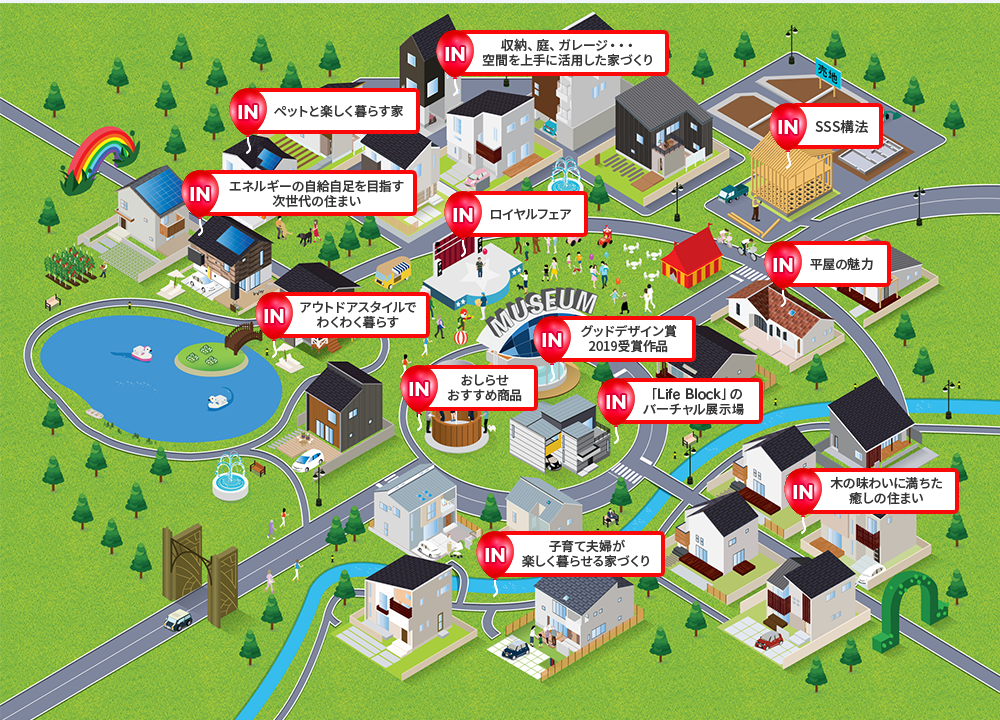 IN
収納、庭、ガレージ・・・
空間を上手に活用した家づくり
売地
IN
ペットと楽しく暮らす家
IN
SSS構法
IN
エネルギーの自給自足を目指す
次世代の住まい
IN
ロイヤルフェア
IN
平屋の魅力
IN
アウトドアスタイルで
わくわく暮らす
MUSEUM
IN
グッドデザイン賞
2019受賞作品
IN
おしらせ
おすすめ商品
IN
「Life Block」の
バーチャル展示場
IN
木の味わいに満ちた
癒しの住まい
IN
子育て夫婦が
楽しく暮らせる家づくり